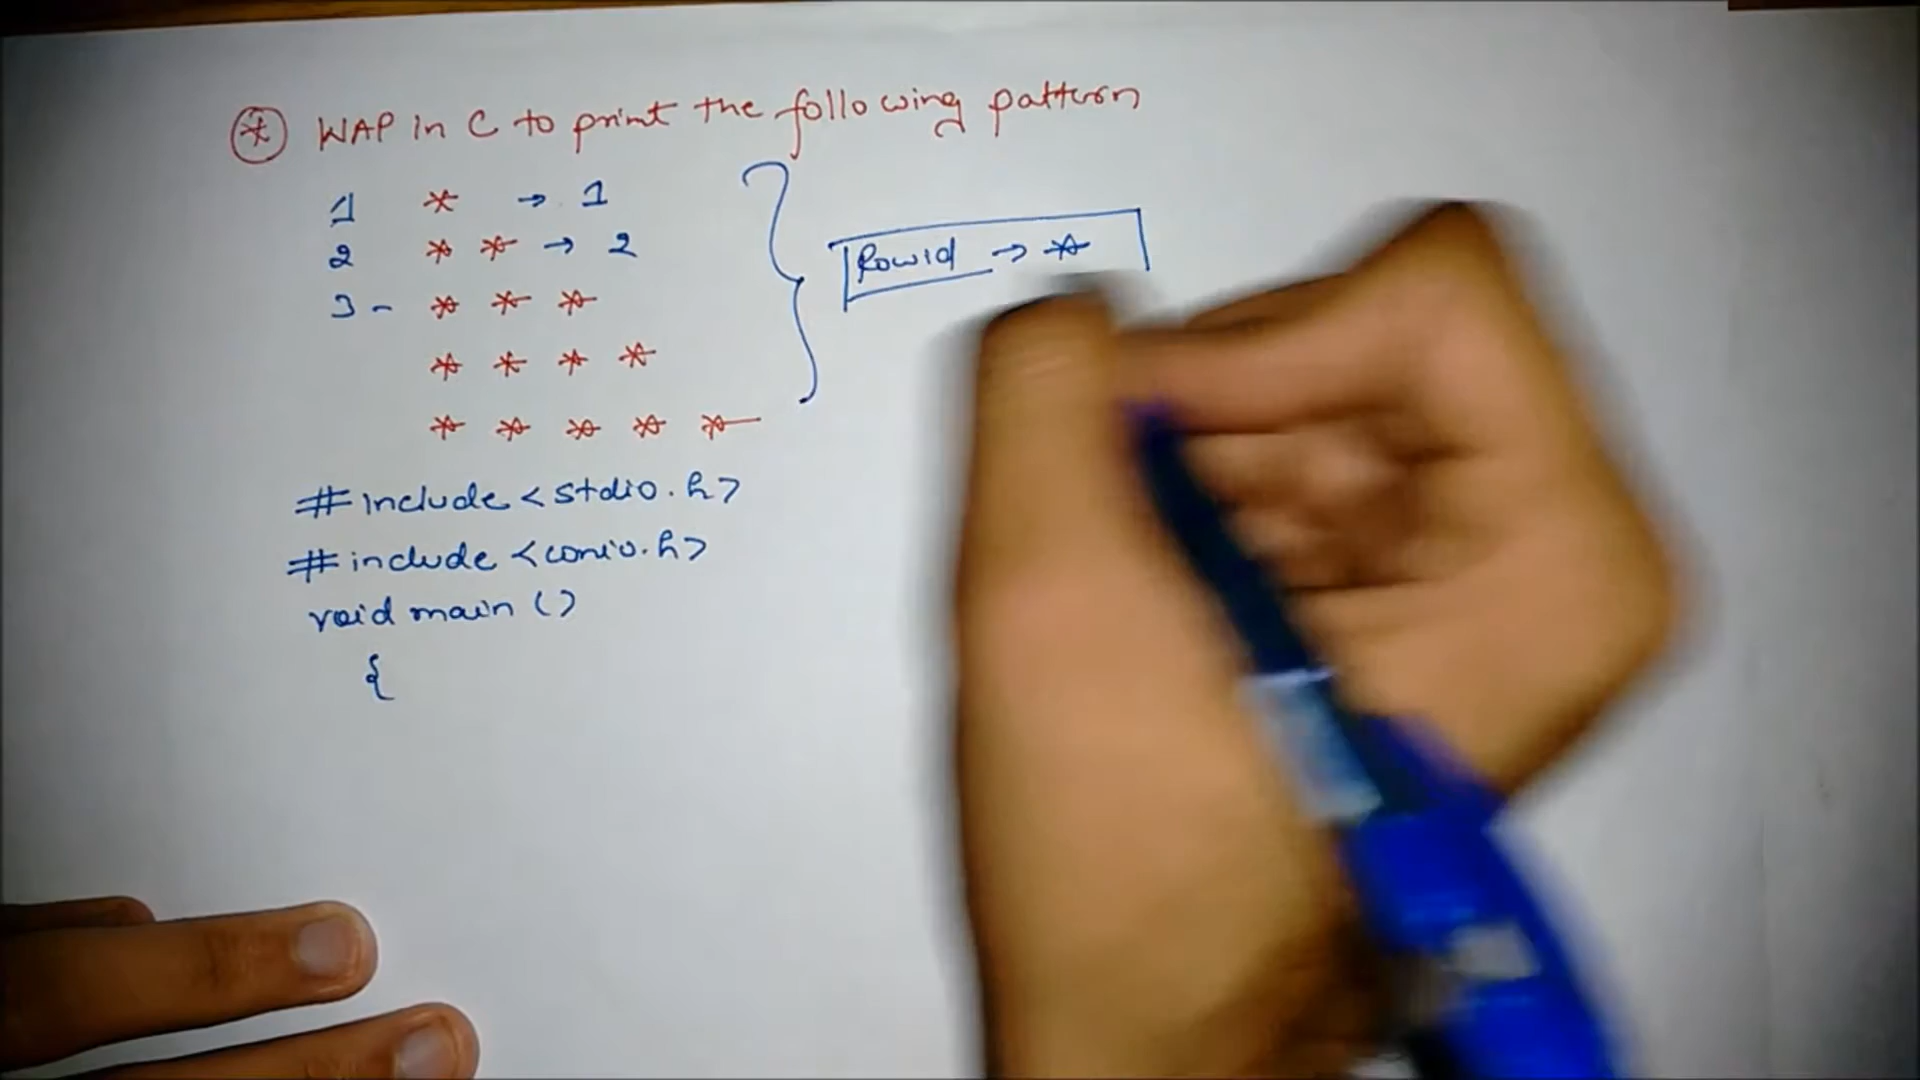 * WAP in C to print the following pattern
1 * → 1
2 * * → 2
3 - * * *
* * * *
* * * * *
Rowid → *
#include <stdio.h>
#include <conio.h>
void main ()
{